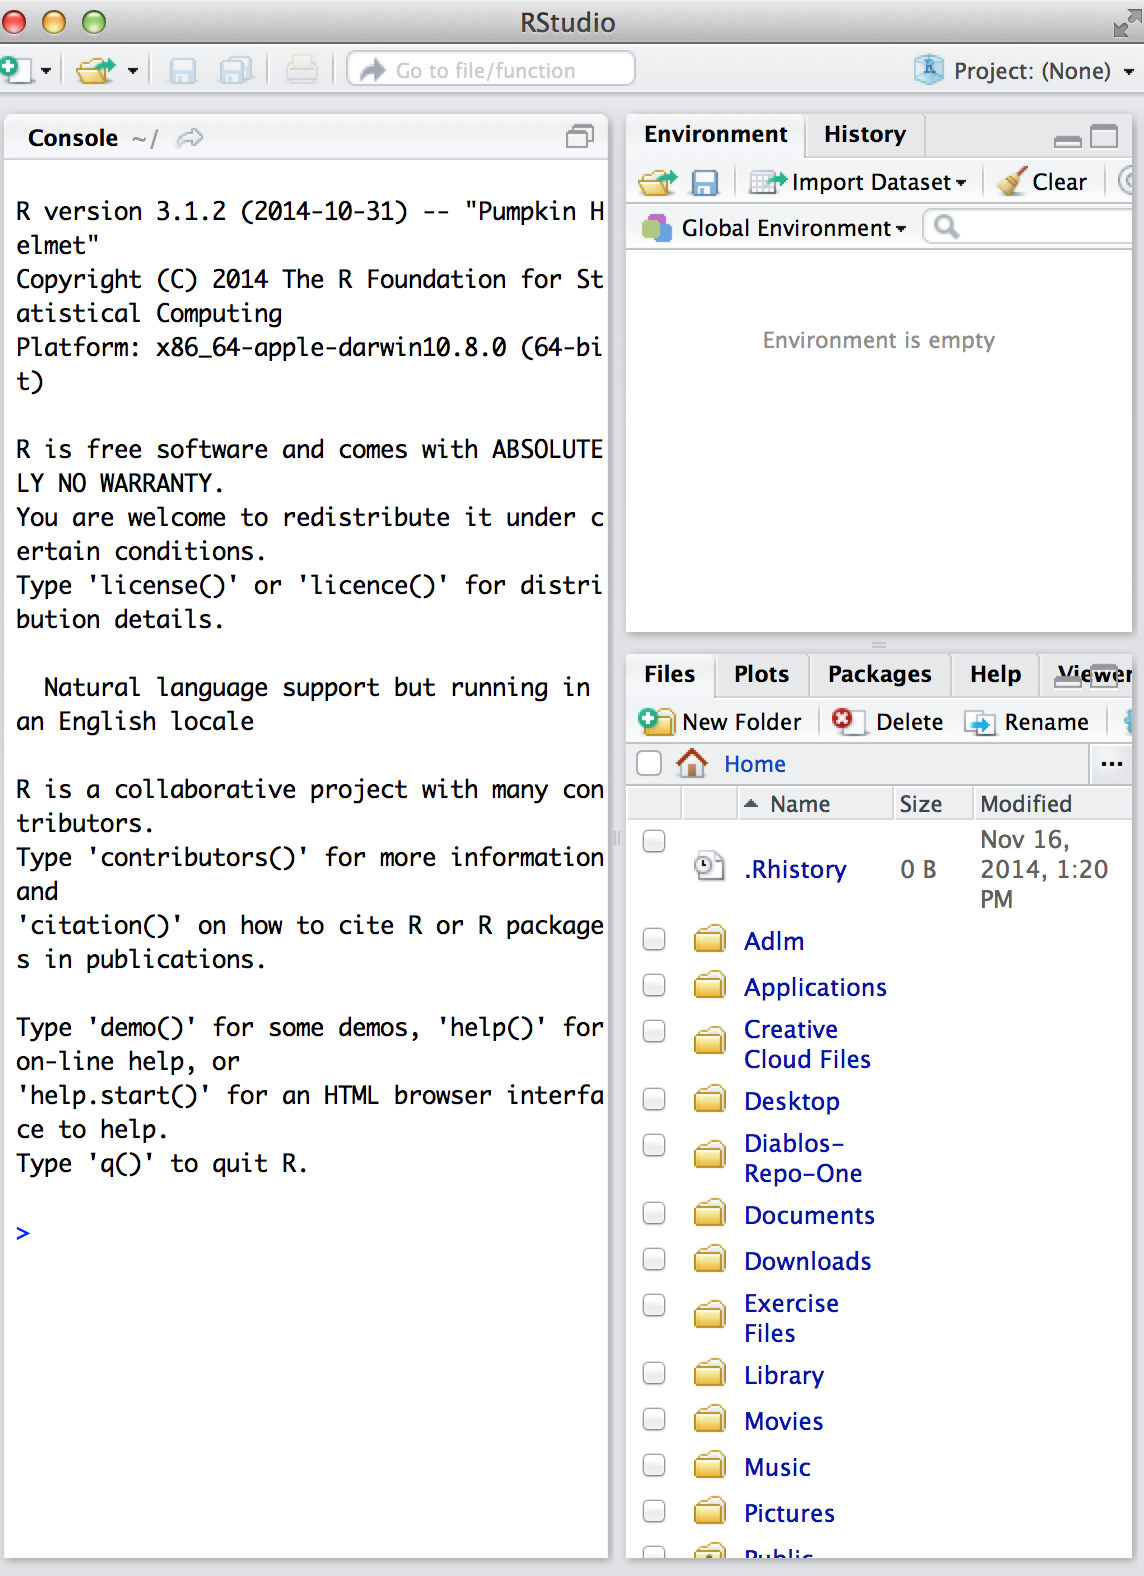 RStudio
Go to file/function
Project: (None)
Console ~/
R version 3.1.2 (2014-10-31) -- "Pumpkin H
elmet"
Copyright (C) 2014 The R Foundation for St
atistical Computing
Platform: x86_64-apple-darwin10.8.0 (64-bi
t)
R is free software and comes with ABSOLUTE
LY NO WARRANTY.
You are welcome to redistribute it under c
ertain conditions.
Type 'license()' or 'licence()' for distri
bution details.
Natural language support but running in
an English locale
R is a collaborative project with many con
tributors.
Type 'contributors()' for more information
and
'citation()' on how to cite R or R package
s in publications.
Type 'demo()' for some demos, 'help()' for
on-line help, or
'help.start()' for an HTML browser interfa
ce to help.
Type 'q()' to quit R.
>
Environment History
Import Dataset Clear
Global Environment
Environment is empty
Files Plots Packages Help Viewer
New Folder Delete Rename
Home ...
Name Size Modified
.Rhistory 0 B Nov 16,
2014, 1:20
PM
Adlm
Applications
Creative
Cloud Files
Desktop
Diablos-
Repo-One
Documents
Downloads
Exercise
Files
Library
Movies
Music
Pictures
Public